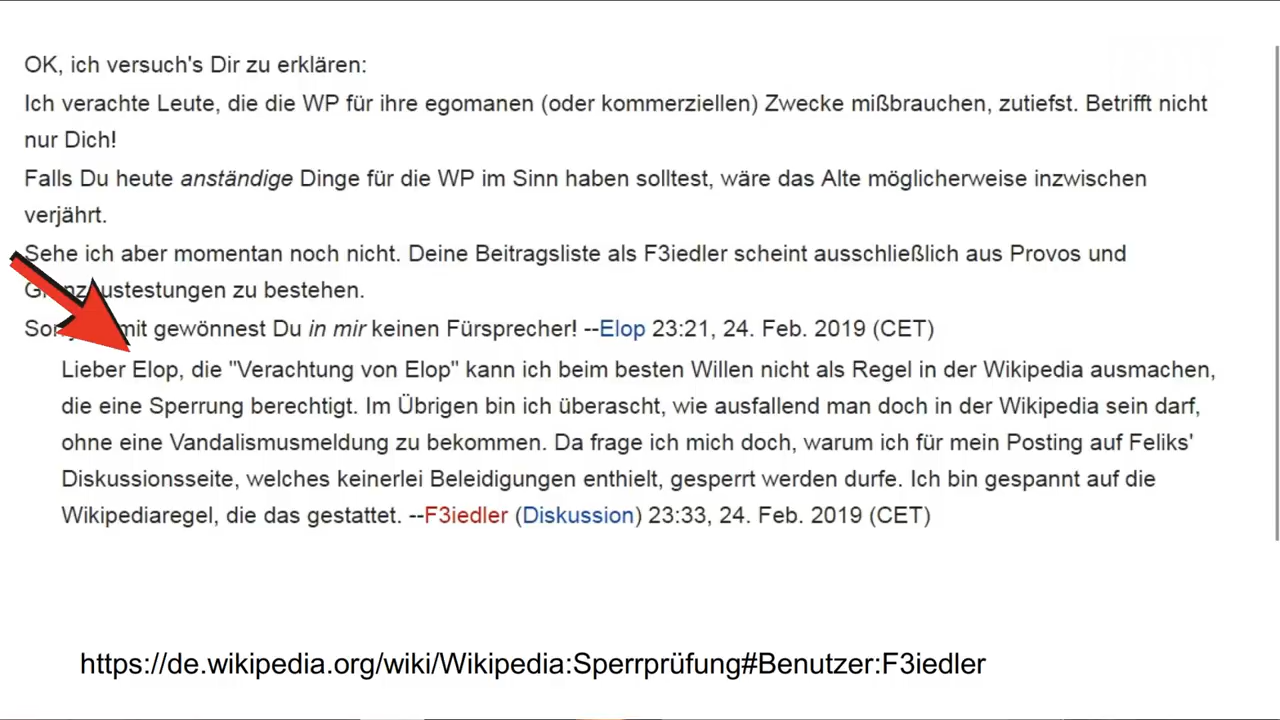 OK, ich versuch's Dir zu erklären:
Ich verachte Leute, die die WP für ihre egomanen (oder kommerziellen) Zwecke mißbrauchen, zutiefst. Betrifft nicht
nur Dich!
Falls Du heute anständige Dinge für die WP im Sinn haben solltest, wäre das Alte möglicherweise inzwischen
verjährt.
Sehe ich aber momentan noch nicht. Deine Beitragsliste als F3iedler scheint ausschließlich aus Provos und
zu bestehen.
gewönnest Du in mir keinen Fürsprecher! --Elop 23:21, 24. Feb. 2019 (CET)
Lieber Elop, die "Verachtung von Elop" kann ich beim besten Willen nicht als Regel in der Wikipedia ausmachen,
die eine Sperrung berechtigt. Im Übrigen bin ich überascht, wie ausfallend man doch in der Wikipedia sein darf,
ohne eine Vandalismusmeldung zu bekommen. Da frage ich mich doch, warum ich für mein Posting auf Feliks'
Diskussionsseite, welches keinerlei Beleidigungen enthielt, gesperrt werden durfe. Ich bin gespannt auf die
Wikipediaregel, die das gestattet. --F3iedler (Diskussion) 23:33, 24. Feb. 2019 (CET)
https://de.wikipedia.org/wiki/Wikipedia:Sperrprüfung#Benutzer:F3iedler